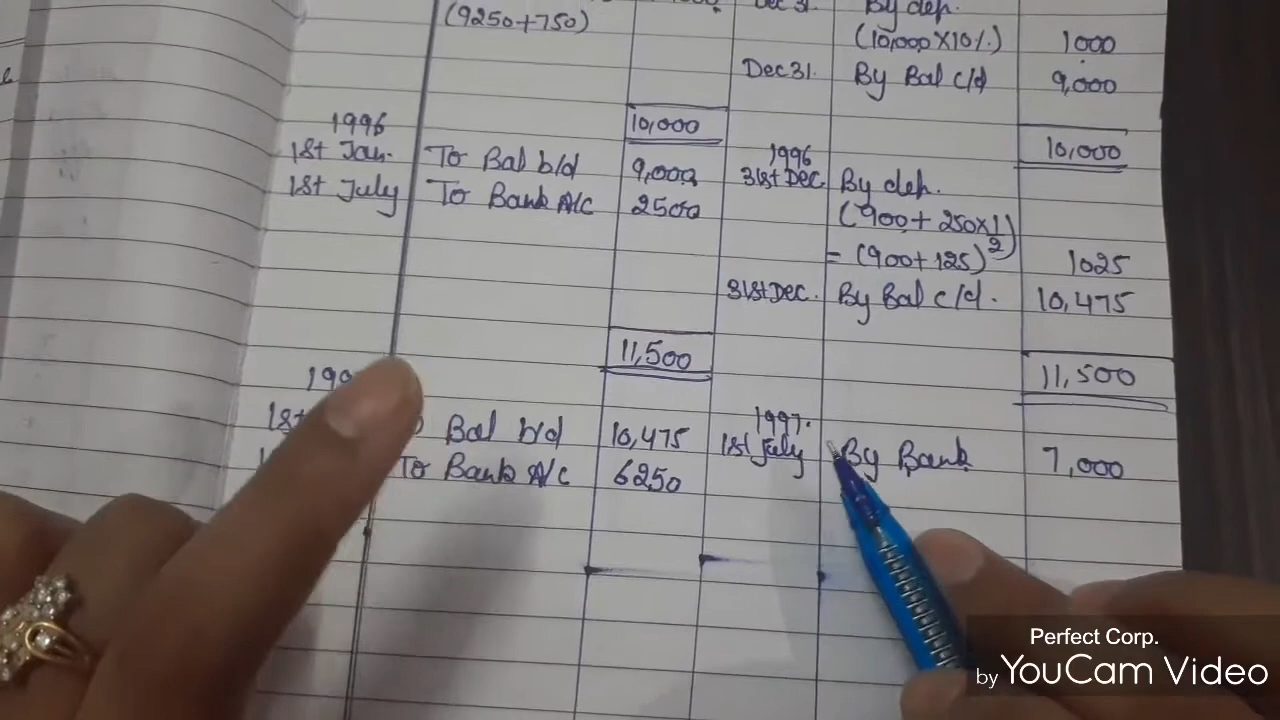 By dep.
(9250+750)
(10,000×10%.) 1000
Dec 31. By Bal c/d 9,000
10,000 10,000
1996 1996
1st Jan. To Bal b/d 9,000 31st Dec. By dep.
1st July To Bank A/c 2500 (900+250×1/2)
= (900+125) 1025
31st Dec. By Bal c/d. 10,475
11,500 11,500
1997.
Bal b/d 10,475 1st July By Bank 7,000
To Bank A/c 6250
Perfect Corp.
by YouCam Video